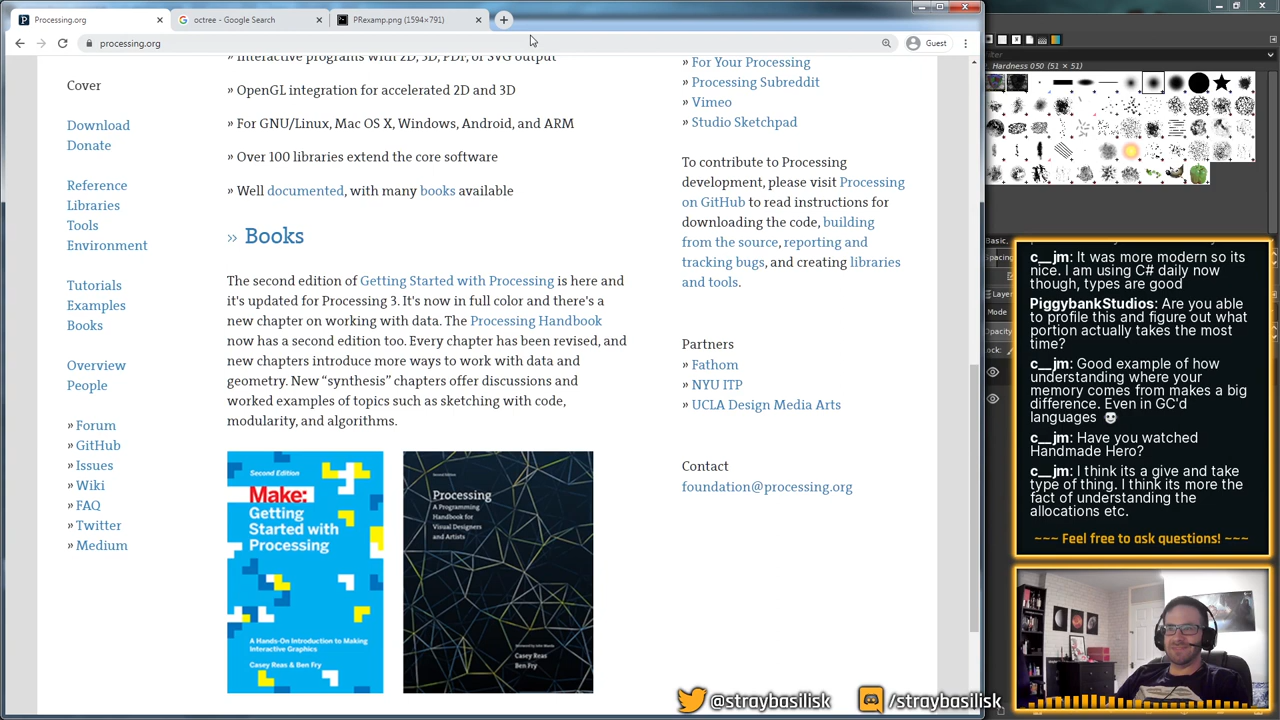 Processing.org
octree - Google Search
PRexamp.png (1594×791)
processing.org
Guest
Cover
Download
Donate
Reference
Libraries
Tools
Environment
Tutorials
Examples
Books
Overview
People
» Forum
» GitHub
» Issues
» Wiki
» FAQ
» Twitter
» Medium
» Interactive programs with 2D, 3D, PDF, or SVG output
» OpenGL integration for accelerated 2D and 3D
» For GNU/Linux, Mac OS X, Windows, Android, and ARM
» Over 100 libraries extend the core software
» Well documented, with many books available
» Books
The second edition of Getting Started with Processing is here and
it's updated for Processing 3. It's now in full color and there's a
new chapter on working with data. The Processing Handbook
now has a second edition too. Every chapter has been revised, and
new chapters introduce more ways to work with data and
geometry. New “synthesis” chapters offer discussions and
worked examples of topics such as sketching with code,
modularity, and algorithms.
Second Edition
Make:
Getting
Started with
Processing
A Hands-On Introduction to Making
Interactive Graphics
Casey Reas & Ben Fry
Second Edition
Processing
A Programming
Handbook for
Visual Designers
and Artists
Casey Reas
Ben Fry
» For Your Processing
» Processing Subreddit
» Vimeo
» Studio Sketchpad
To contribute to Processing
development, please visit Processing
on GitHub to read instructions for
downloading the code, building
from the source, reporting and
tracking bugs, and creating libraries
and tools.
Partners
» Fathom
» NYU ITP
» UCLA Design Media Arts
Contact
foundation@processing.org
Hardness 050 (51 × 51)
Basic,
Spacing
Layer
Mode
Opacity
Lock:
c__jm: It was more modern so its
nice. I am using C# daily now
though, types are good
PiggybankStudios: Are you able
to profile this and figure out what
portion actually takes the most
time?
c__jm: Good example of how
understanding where your
memory comes from makes a big
difference. Even in GC'd
languages
c__jm: Have you watched
Handmade Hero?
c__jm: I think its a give and take
type of thing. I think its more the
fact of understanding the
allocations etc.
~~~ Feel free to ask questions! ~~~
@straybasilisk
/straybasilisk